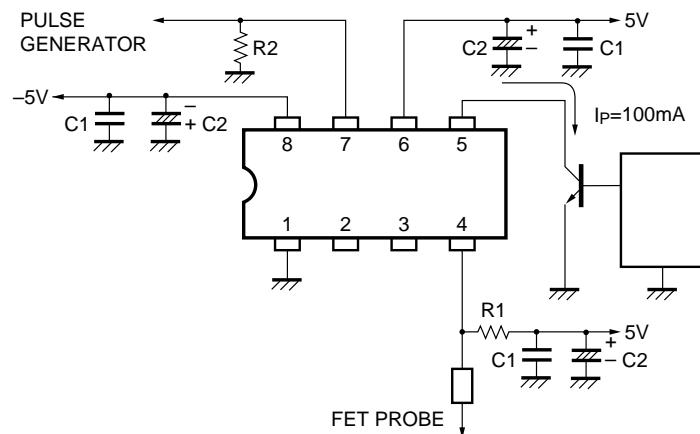 PULSE
GENERATOR
R2
C2
+
–
C1
5V
–5V
C1
–
+ C2
IP=100mA
8 7 6 5
1 2 3 4
R1
5V
C1
+
– C2
FET PROBE